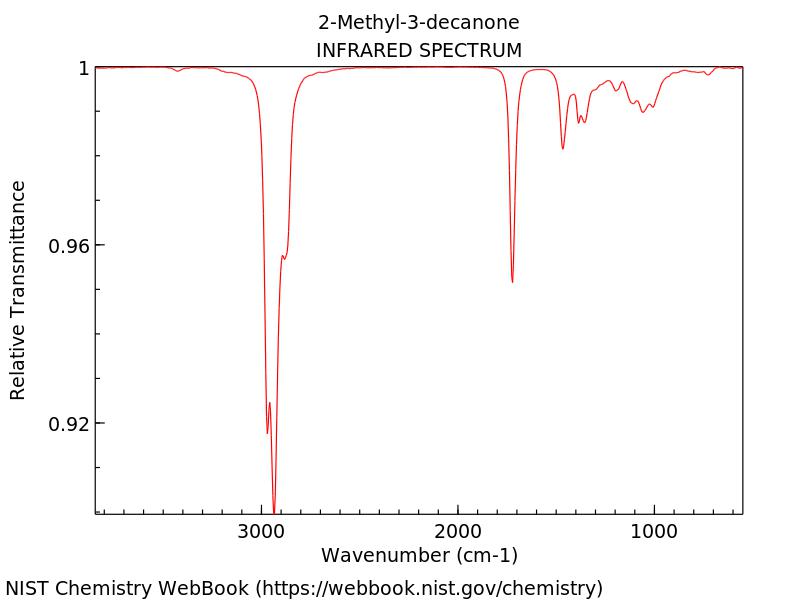 2-Methyl-3-decanone
INFRARED SPECTRUM
1
0.96
0.92
Relative Transmittance
3000
2000
1000
Wavenumber (cm-1)
NIST Chemistry WebBook (https://webbook.nist.gov/chemistry)